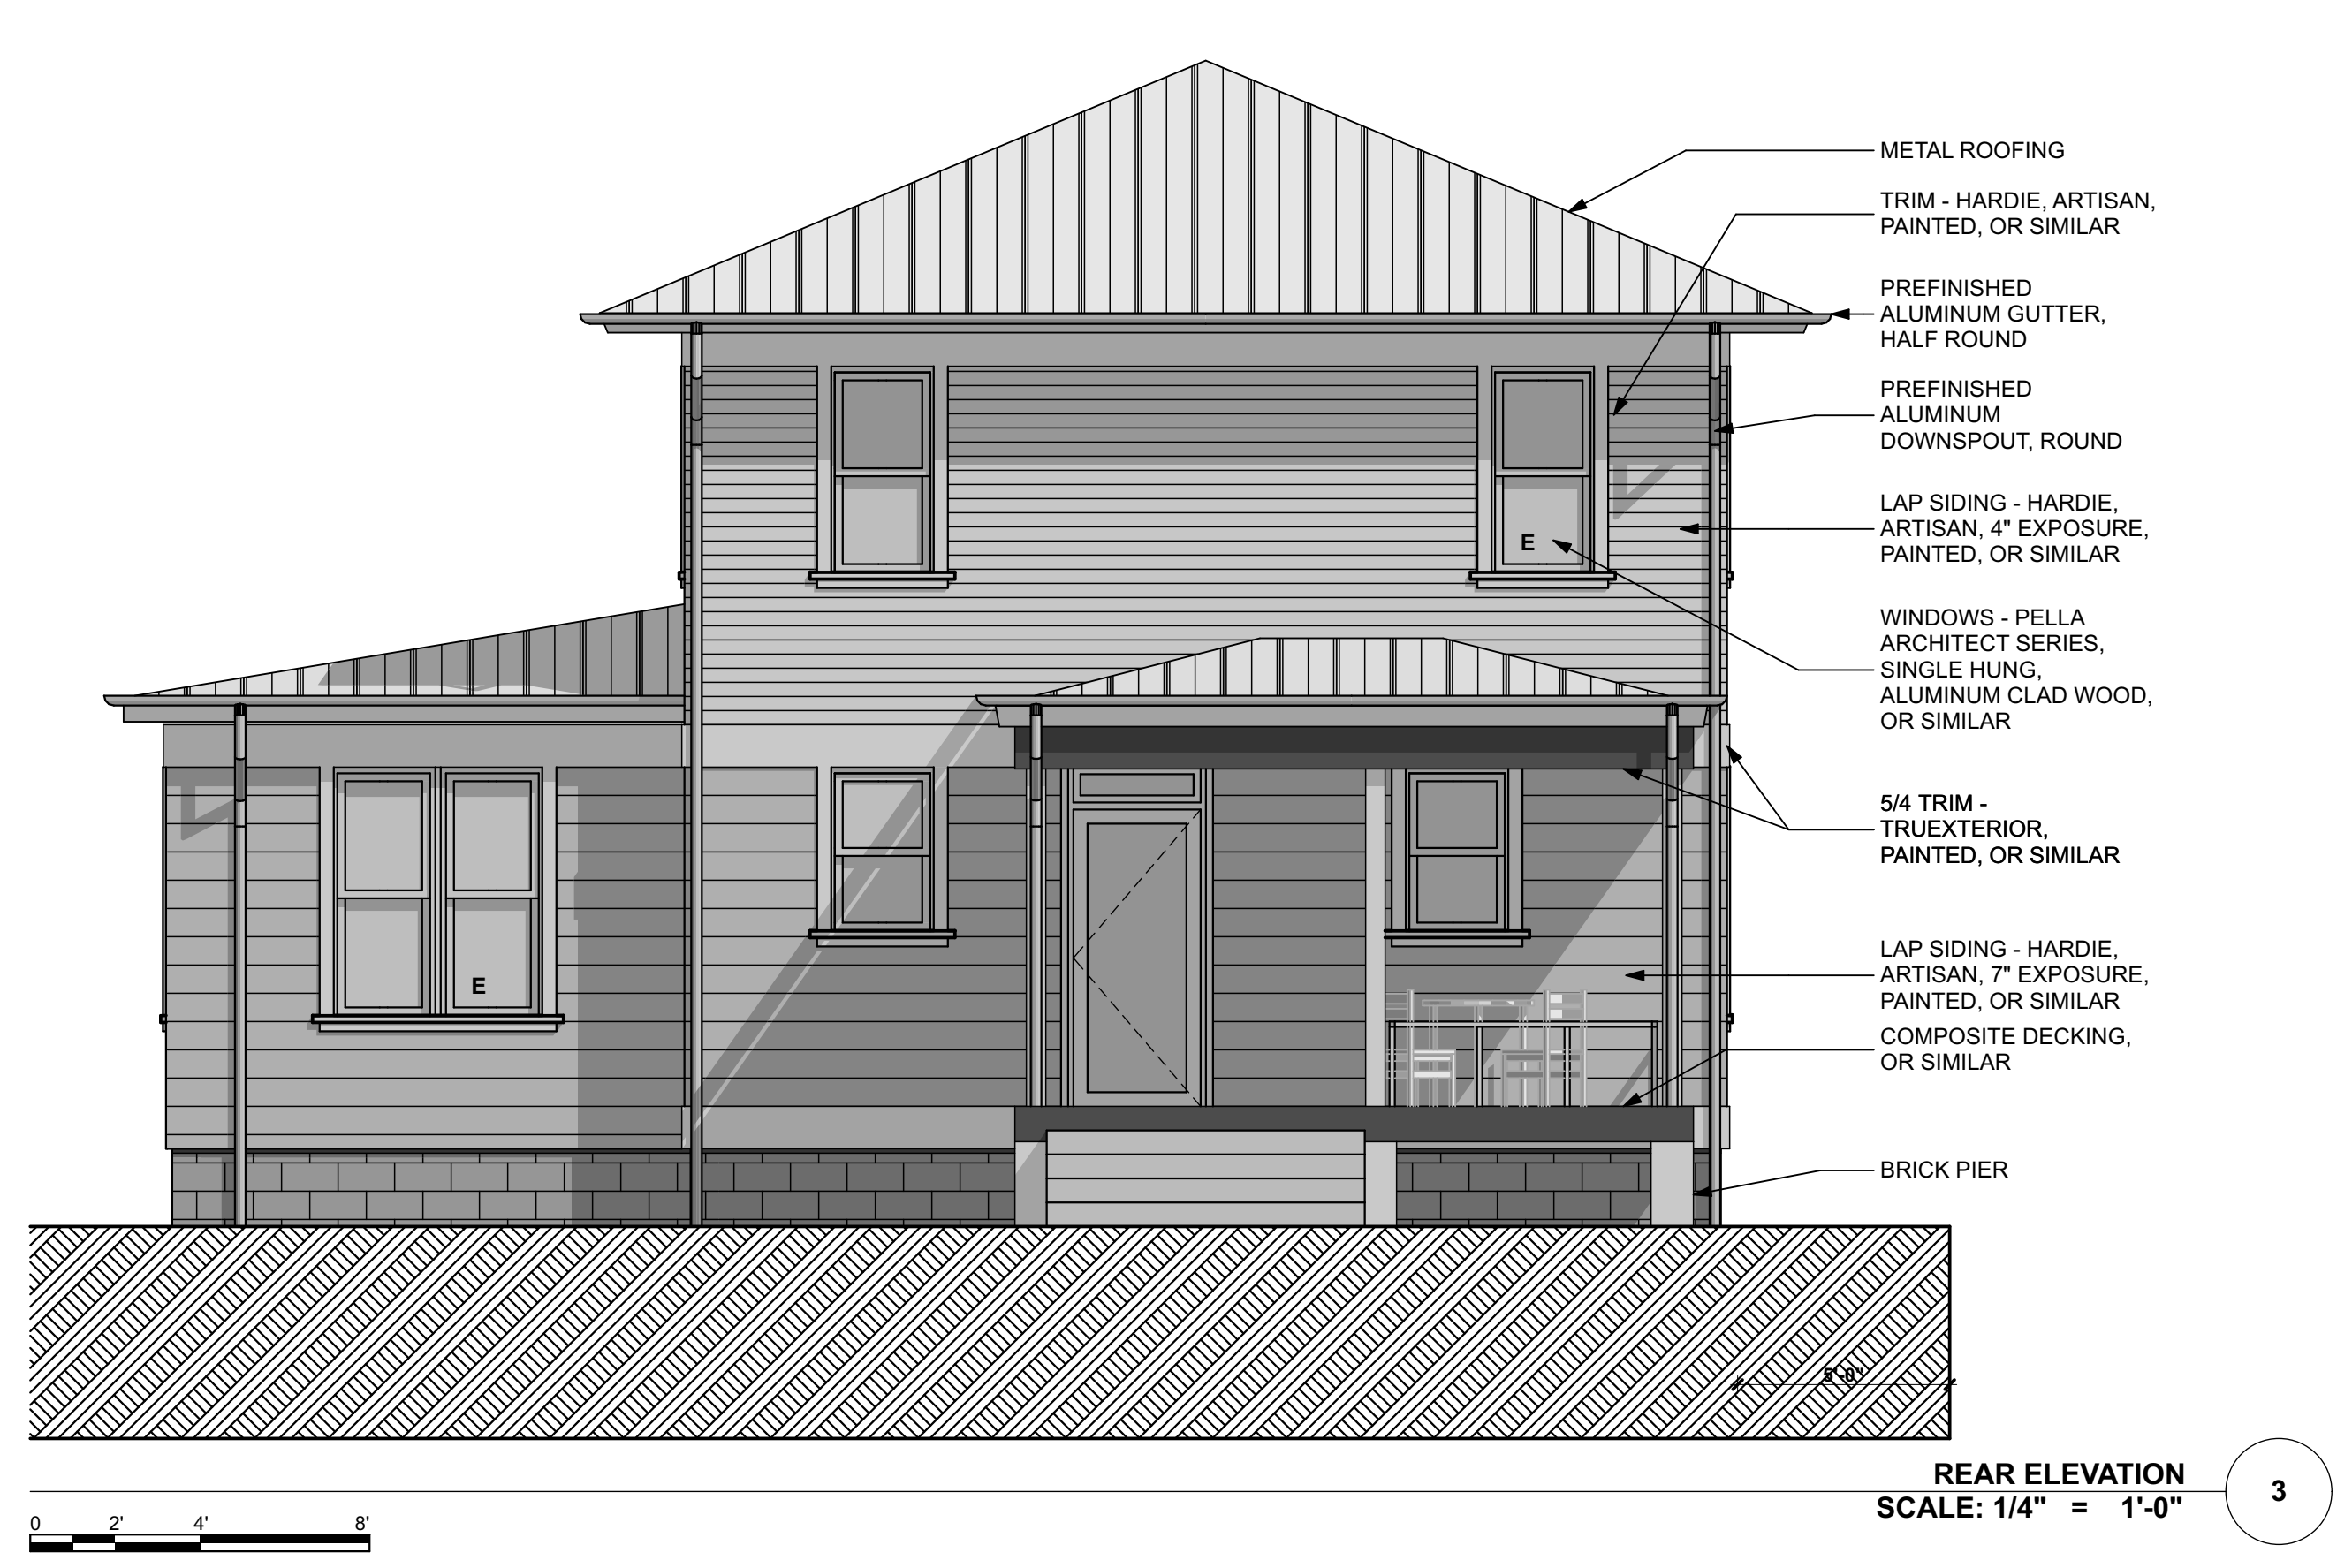 METAL ROOFING
TRIM - HARDIE, ARTISAN,
PAINTED, OR SIMILAR
PREFINISHED
ALUMINUM GUTTER,
HALF ROUND
PREFINISHED
ALUMINUM
DOWNSPOUT, ROUND
LAP SIDING - HARDIE,
ARTISAN, 4" EXPOSURE,
PAINTED, OR SIMILAR
E
WINDOWS - PELLA
ARCHITECT SERIES,
SINGLE HUNG,
ALUMINUM CLAD WOOD,
OR SIMILAR
5/4 TRIM -
TRUEXTERIOR,
PAINTED, OR SIMILAR
LAP SIDING - HARDIE,
ARTISAN, 7" EXPOSURE,
PAINTED, OR SIMILAR
E
COMPOSITE DECKING,
OR SIMILAR
BRICK PIER
5'-0"
REAR ELEVATION
SCALE: 1/4" = 1'-0"
3
0 2' 4' 8'